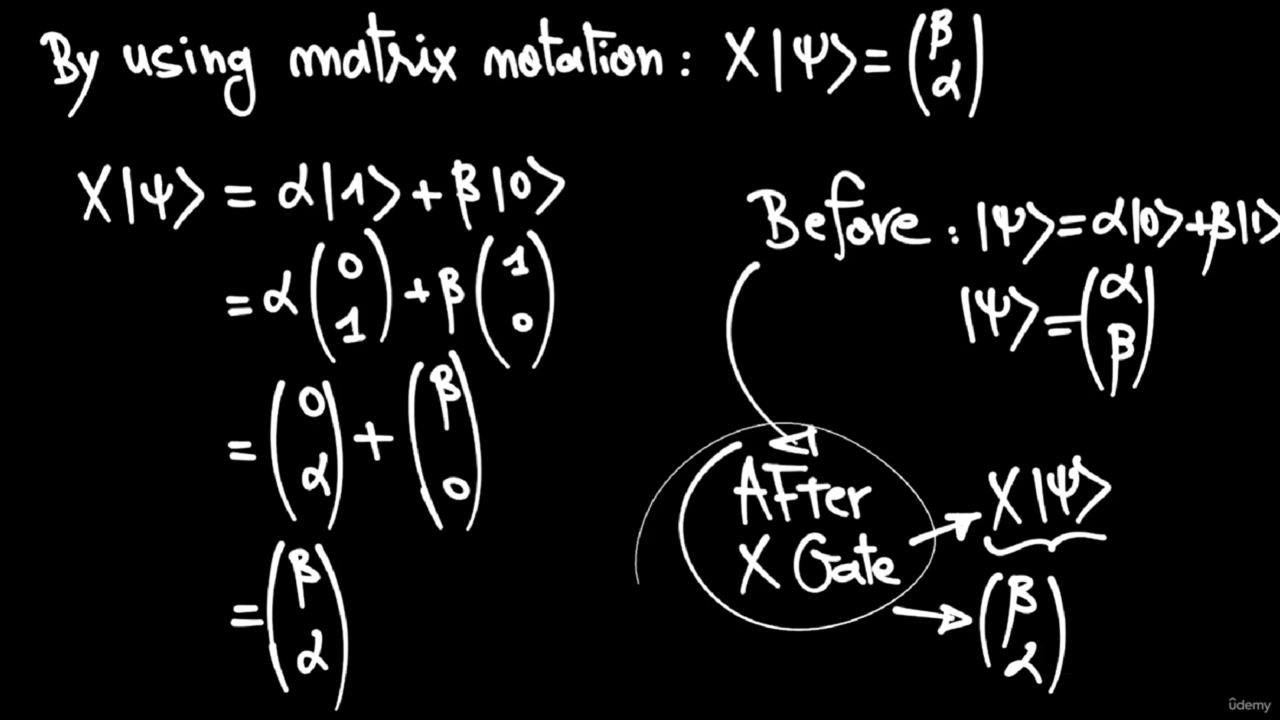 By using matrix notation: X|Ψ⟩ = (β α)
X|Ψ⟩ = α|1⟩ + β|0⟩
= α(0 1) + β(1 0)
= (0 α) + (β 0)
= (β α)
Before: |Ψ⟩ = α|0⟩ + β|1⟩
|Ψ⟩ = (α β)
AFter
X Gate
X|Ψ⟩
(β α)
ûdemy